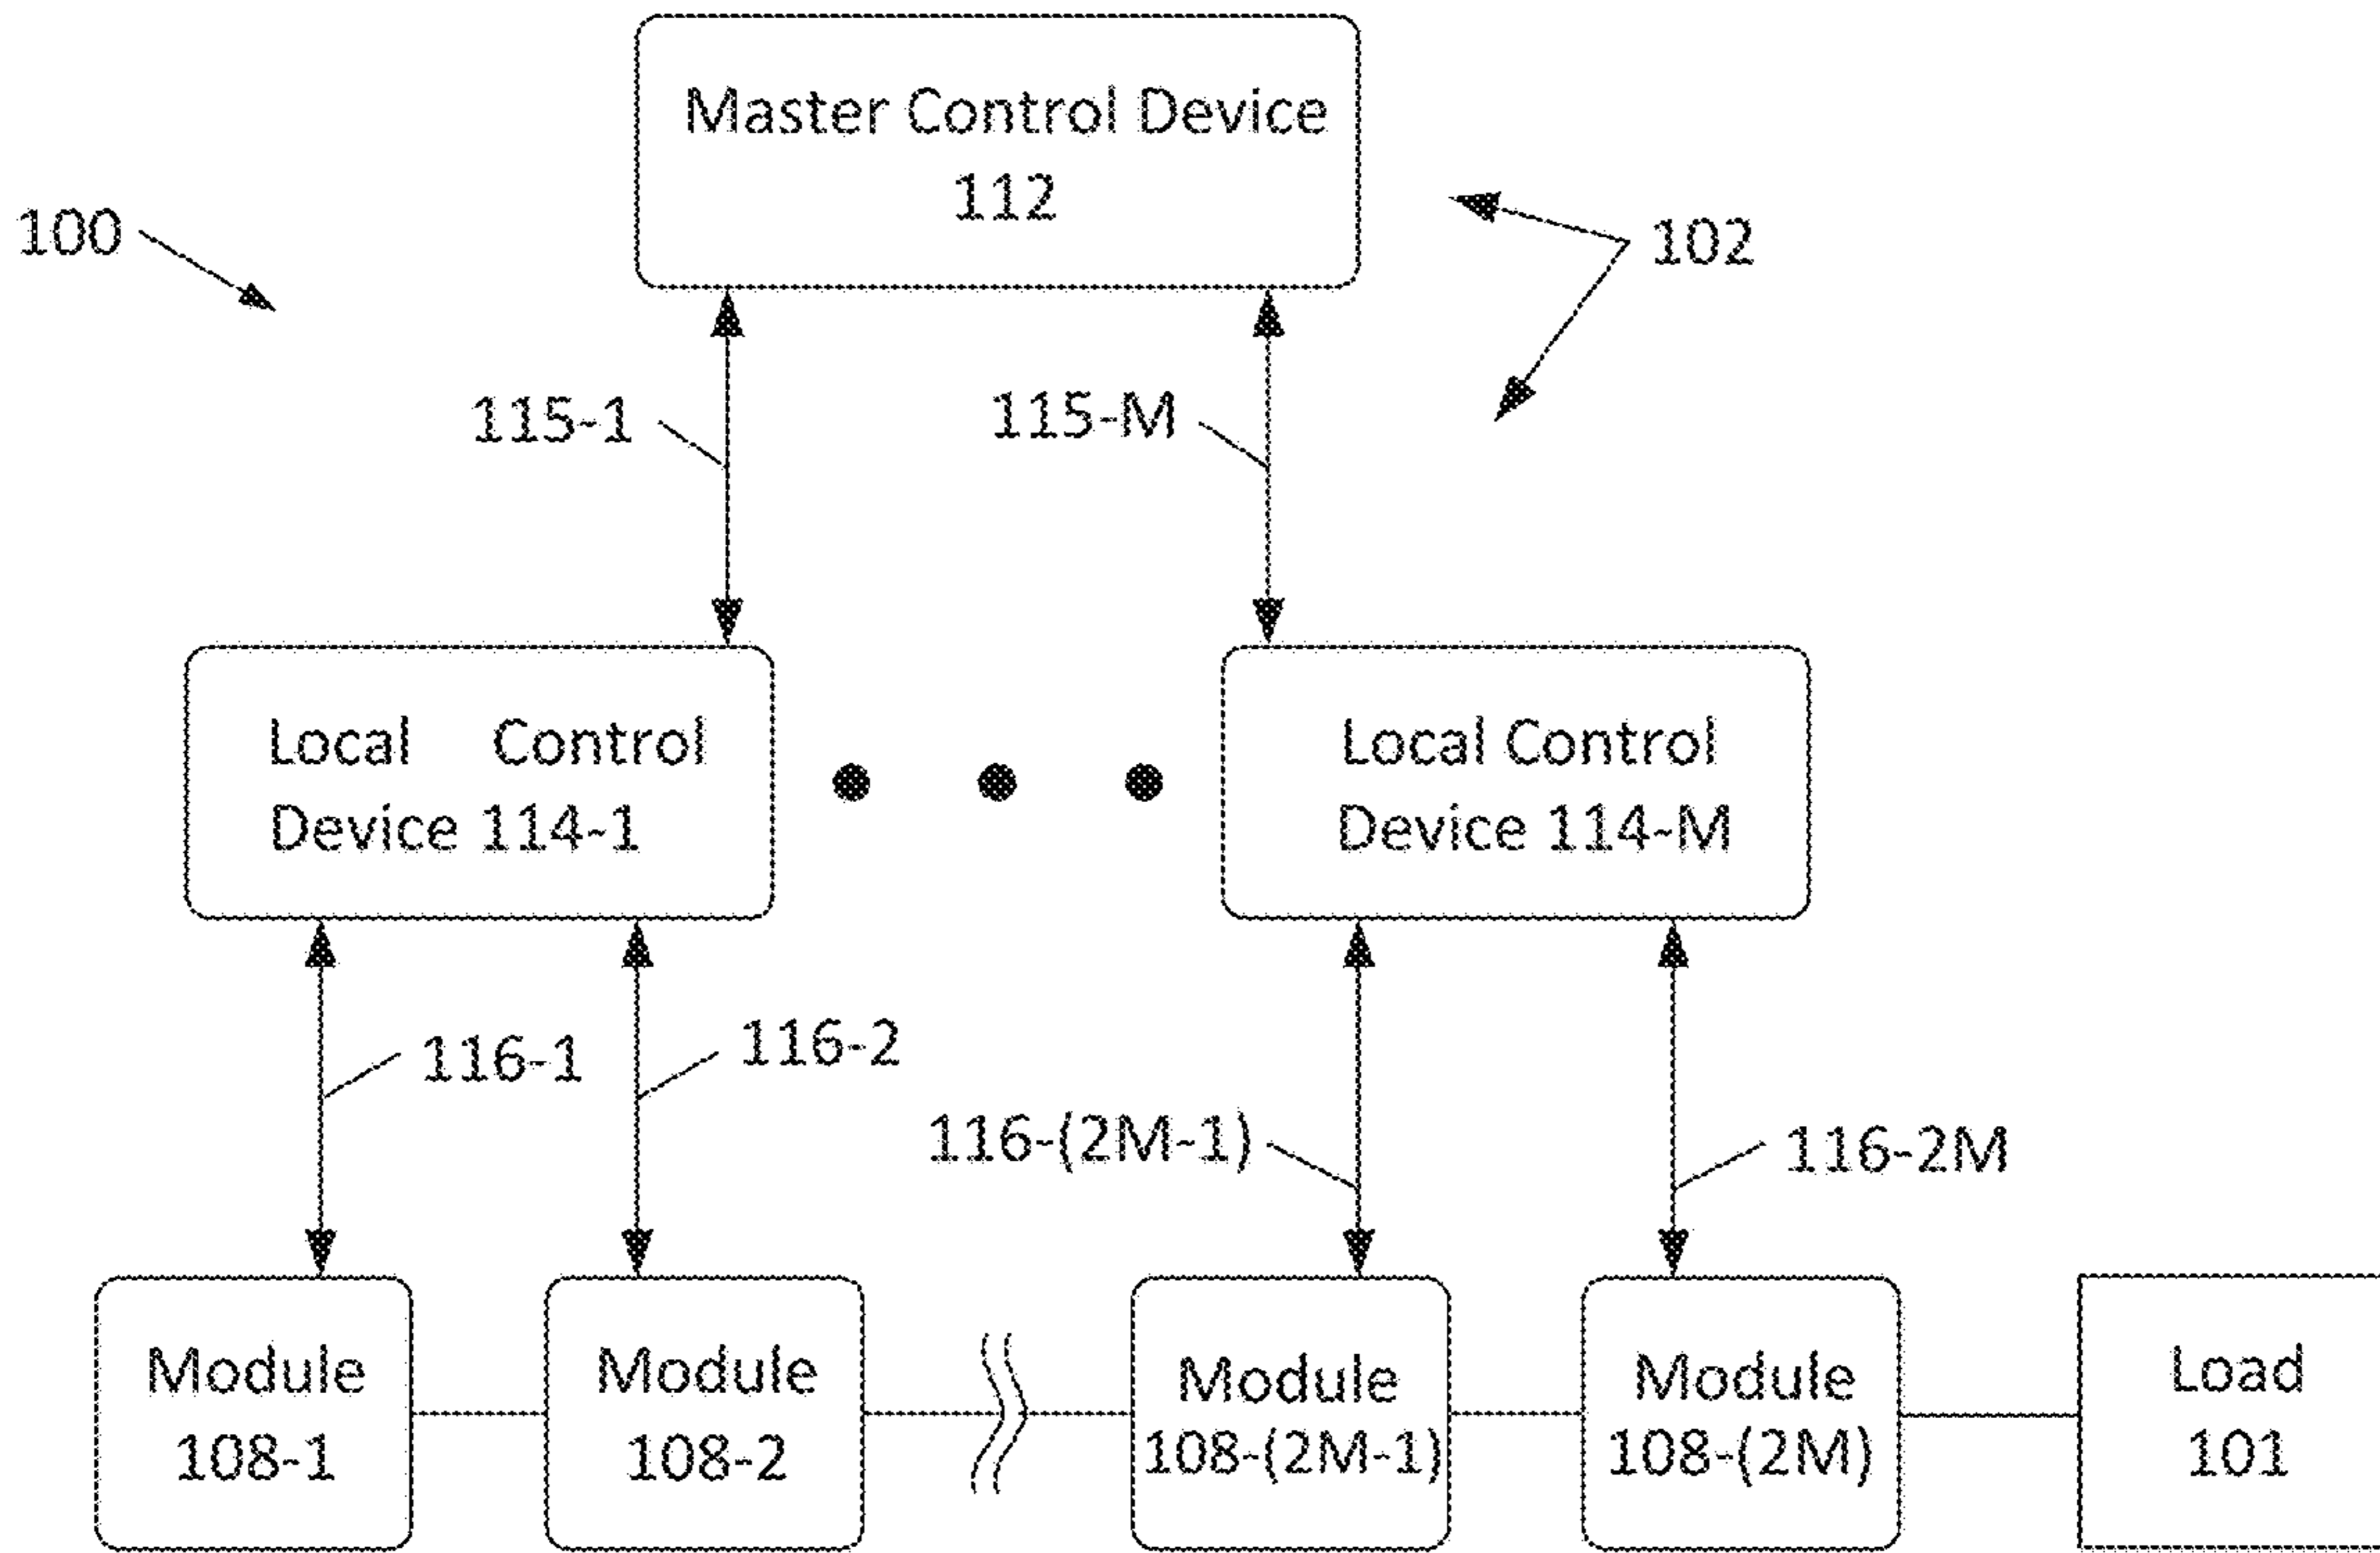 Master Control Device
112
100
102
115-1
115-M
Local Control
Device 114-1
Local Control
Device 114-M
116-1
116-2
116-(2M-1)
116-2M
Module
108-1
Module
108-2
Module
108-(2M-1)
Module
108-(2M)
Load
101